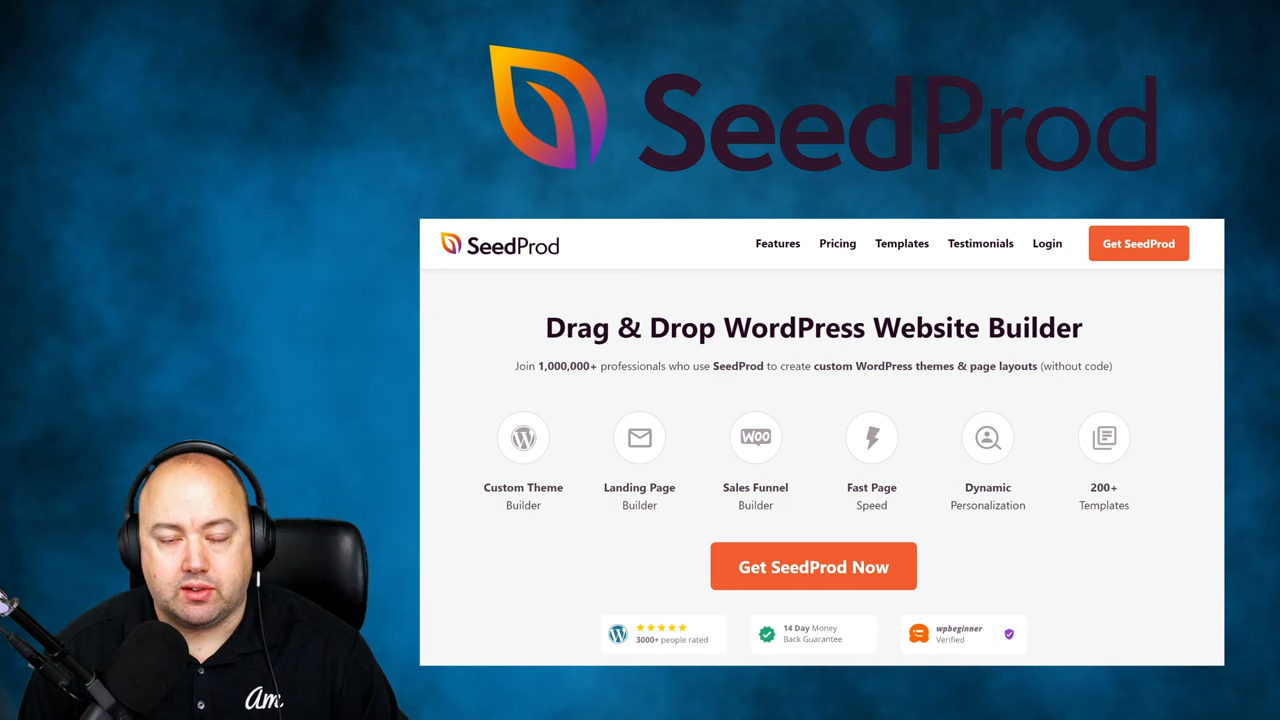 SeedProd
SeedProd
Features
Pricing
Templates
Testimonials
Login
Get SeedProd
Drag & Drop WordPress Website Builder
Join 1,000,000+ professionals who use SeedProd to create custom WordPress themes & page layouts (without code)
WOO
Custom Theme
Builder
Landing Page
Builder
Sales Funnel
Builder
Fast Page
Speed
Dynamic
Personalization
200+
Templates
Get SeedProd Now
3000+ people rated
14 Day Money
Back Guarantee
wpbeginner
Verified
am